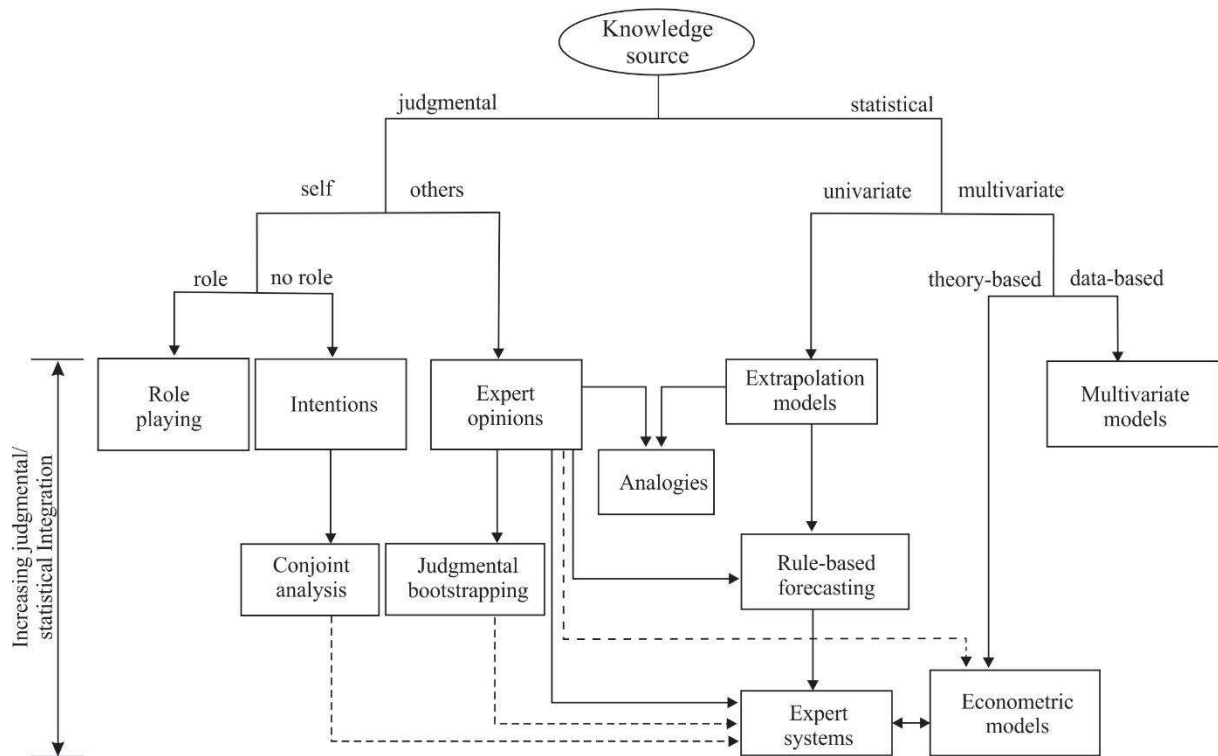 Knowledge
source
judgmental
statistical
self
others
univariate
multivariate
role
no role
theory-based
data-based
Role
playing
Intentions
Expert
opinions
Extrapolation
models
Multivariate
models
Analogies
Increasing judgmental/
statistical Integration
Conjoint
analysis
Judgmental
bootstrapping
Rule-based
forecasting
Expert
systems
Econometric
models